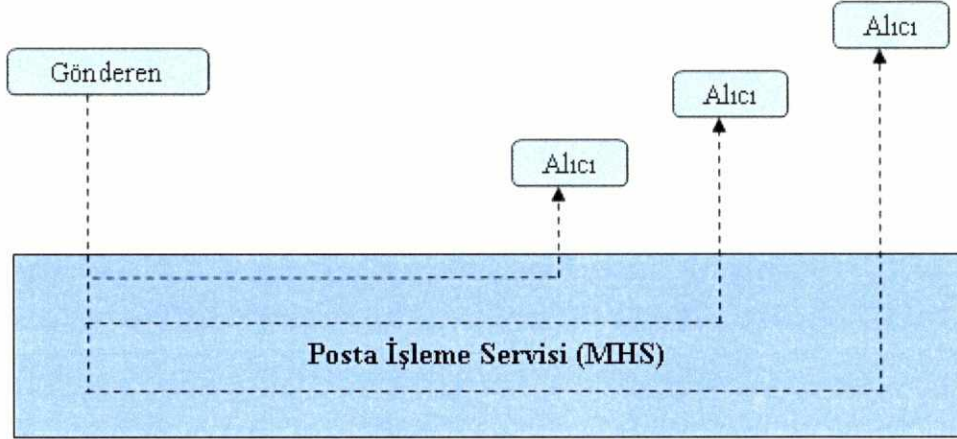 Alıcı
Gönderen
Alıcı
Alıcı
Posta İşleme Servisi (MHS)